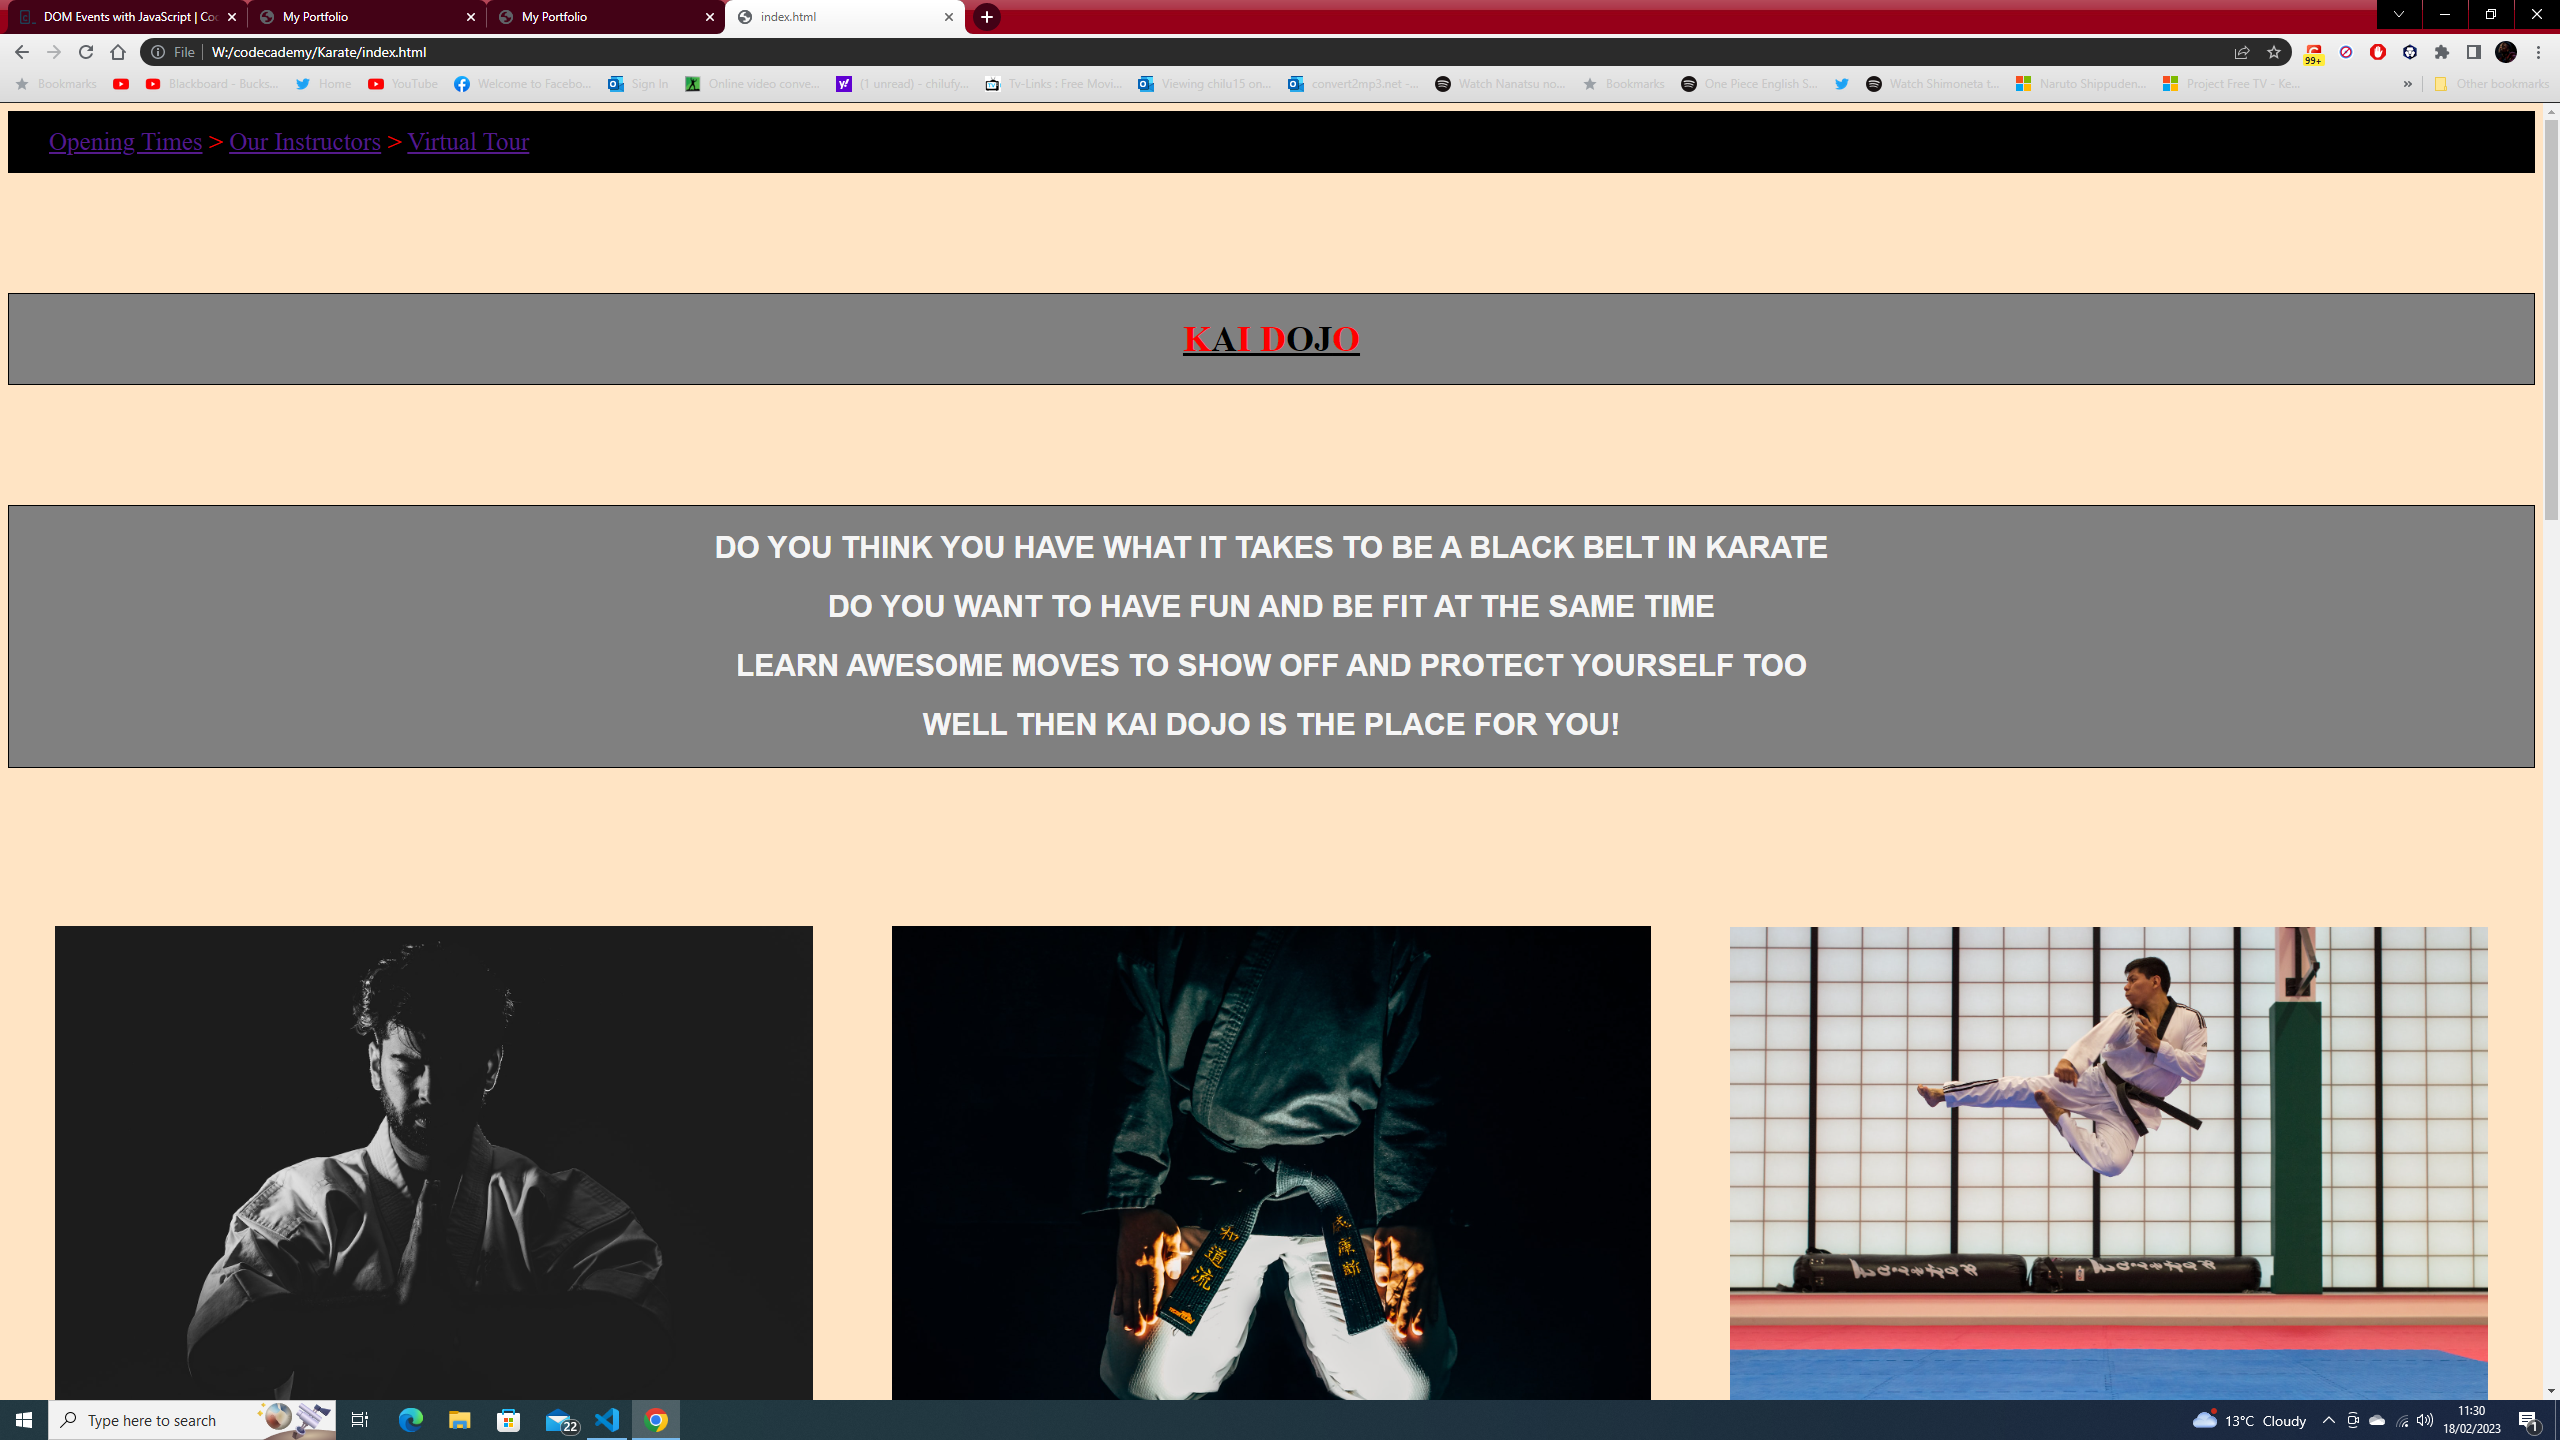 DOM Events with JavaScript | Co
My Portfolio
My Portfolio
index.html
File
W:/codecademy/Karate/index.html
99+
Bookmarks
Blackboard - Bucks...
Home
YouTube
Welcome to Facebo...
Sign In
Online video conve...
(1 unread) - chilufy...
Tv-Links : Free Movi...
Viewing chilu15 on...
convert2mp3.net -...
Watch Nanatsu no...
Bookmarks
One Piece English S...
Watch Shimoneta t...
Naruto Shippuden...
Project Free TV - Ke...
»
Other bookmarks
Opening Times > Our Instructors > Virtual Tour
KAI DOJO
DO YOU THINK YOU HAVE WHAT IT TAKES TO BE A BLACK BELT IN KARATE
DO YOU WANT TO HAVE FUN AND BE FIT AT THE SAME TIME
LEARN AWESOME MOVES TO SHOW OFF AND PROTECT YOURSELF TOO
WELL THEN KAI DOJO IS THE PLACE FOR YOU!
和道流
Type here to search
22
13°C Cloudy
11:30
18/02/2023
1